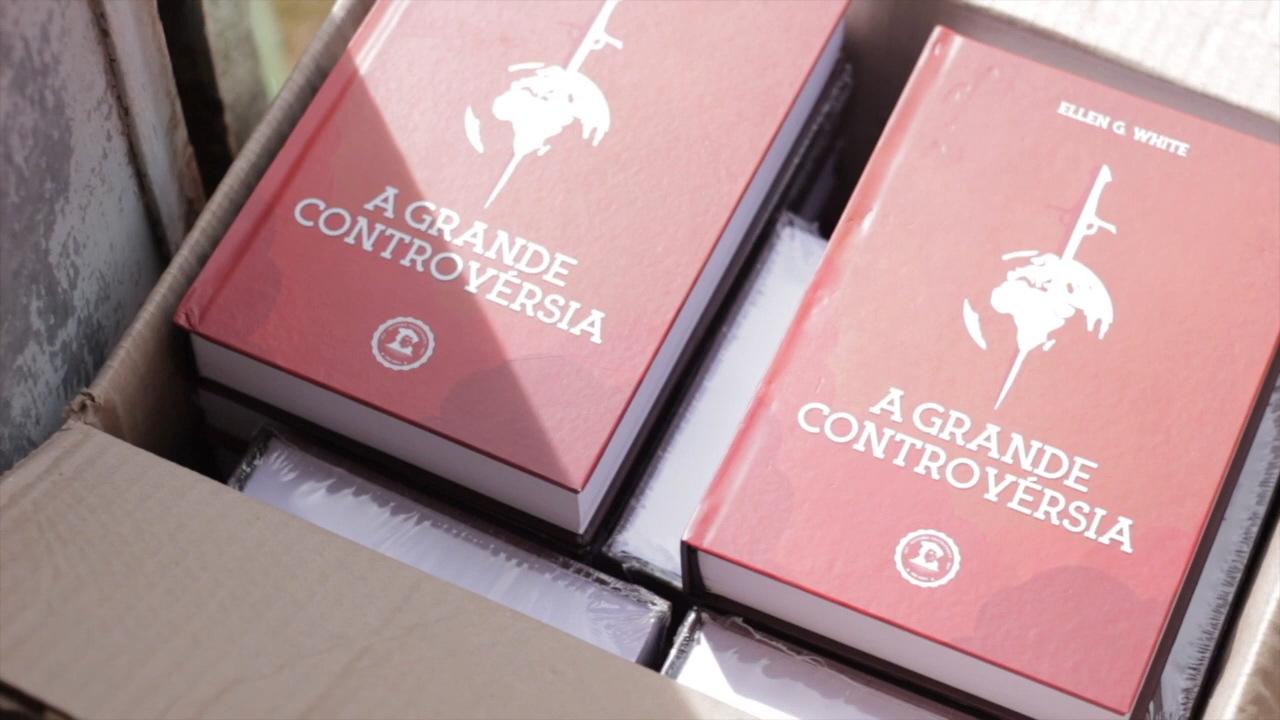 A GRANDE
CONTROVÉRSIA
E
ELLEN G. WHITE
A GRANDE
CONTROVÉRSIA
E